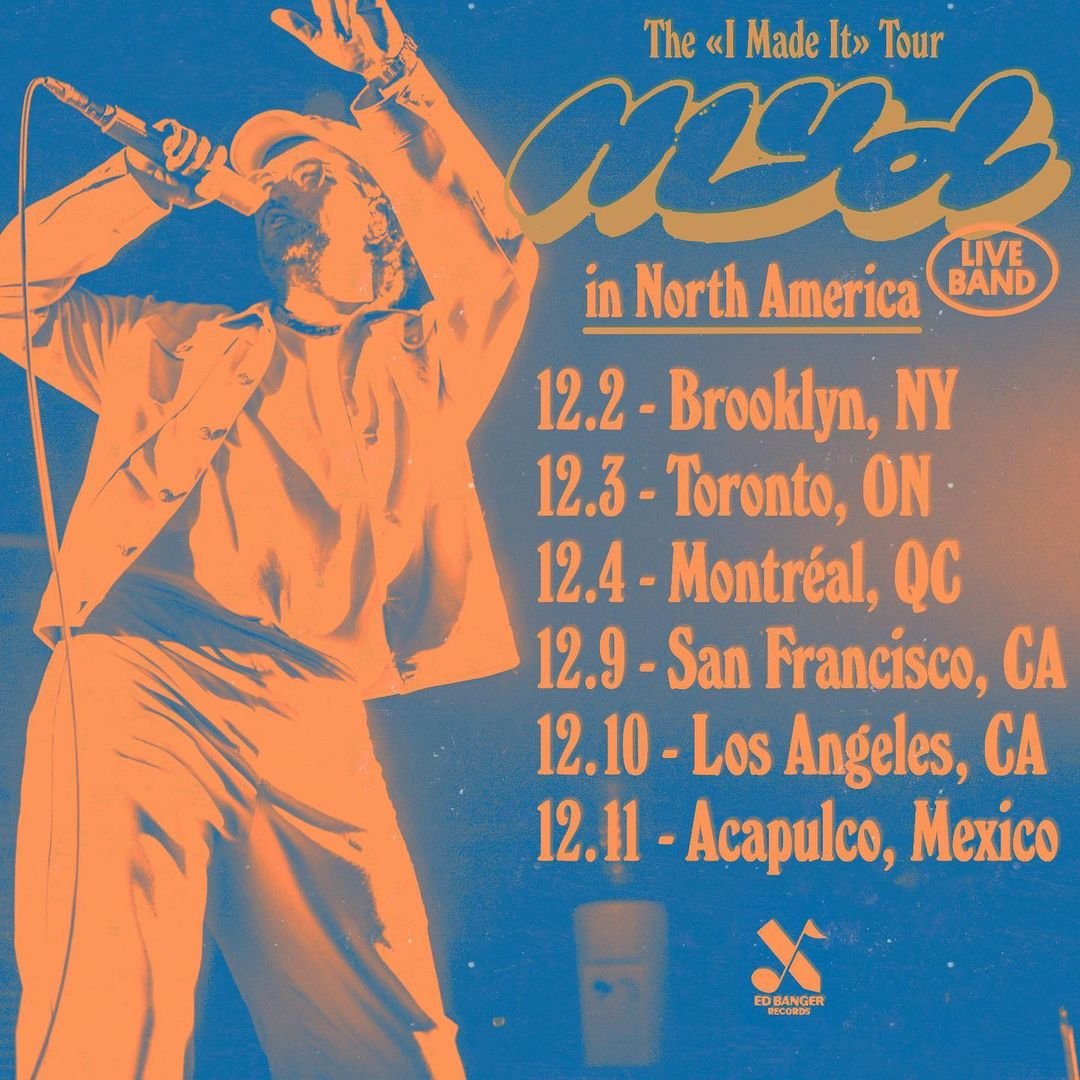 The «I Made It» Tour
Myd
LIVE
BAND
in North America
12.2 - Brooklyn, NY
12.3 - Toronto, ON
12.4 - Montréal, QC
12.9 - San Francisco, CA
12.10 - Los Angeles, CA
12.11 - Acapulco, Mexico
ED BANGER
RECORDS